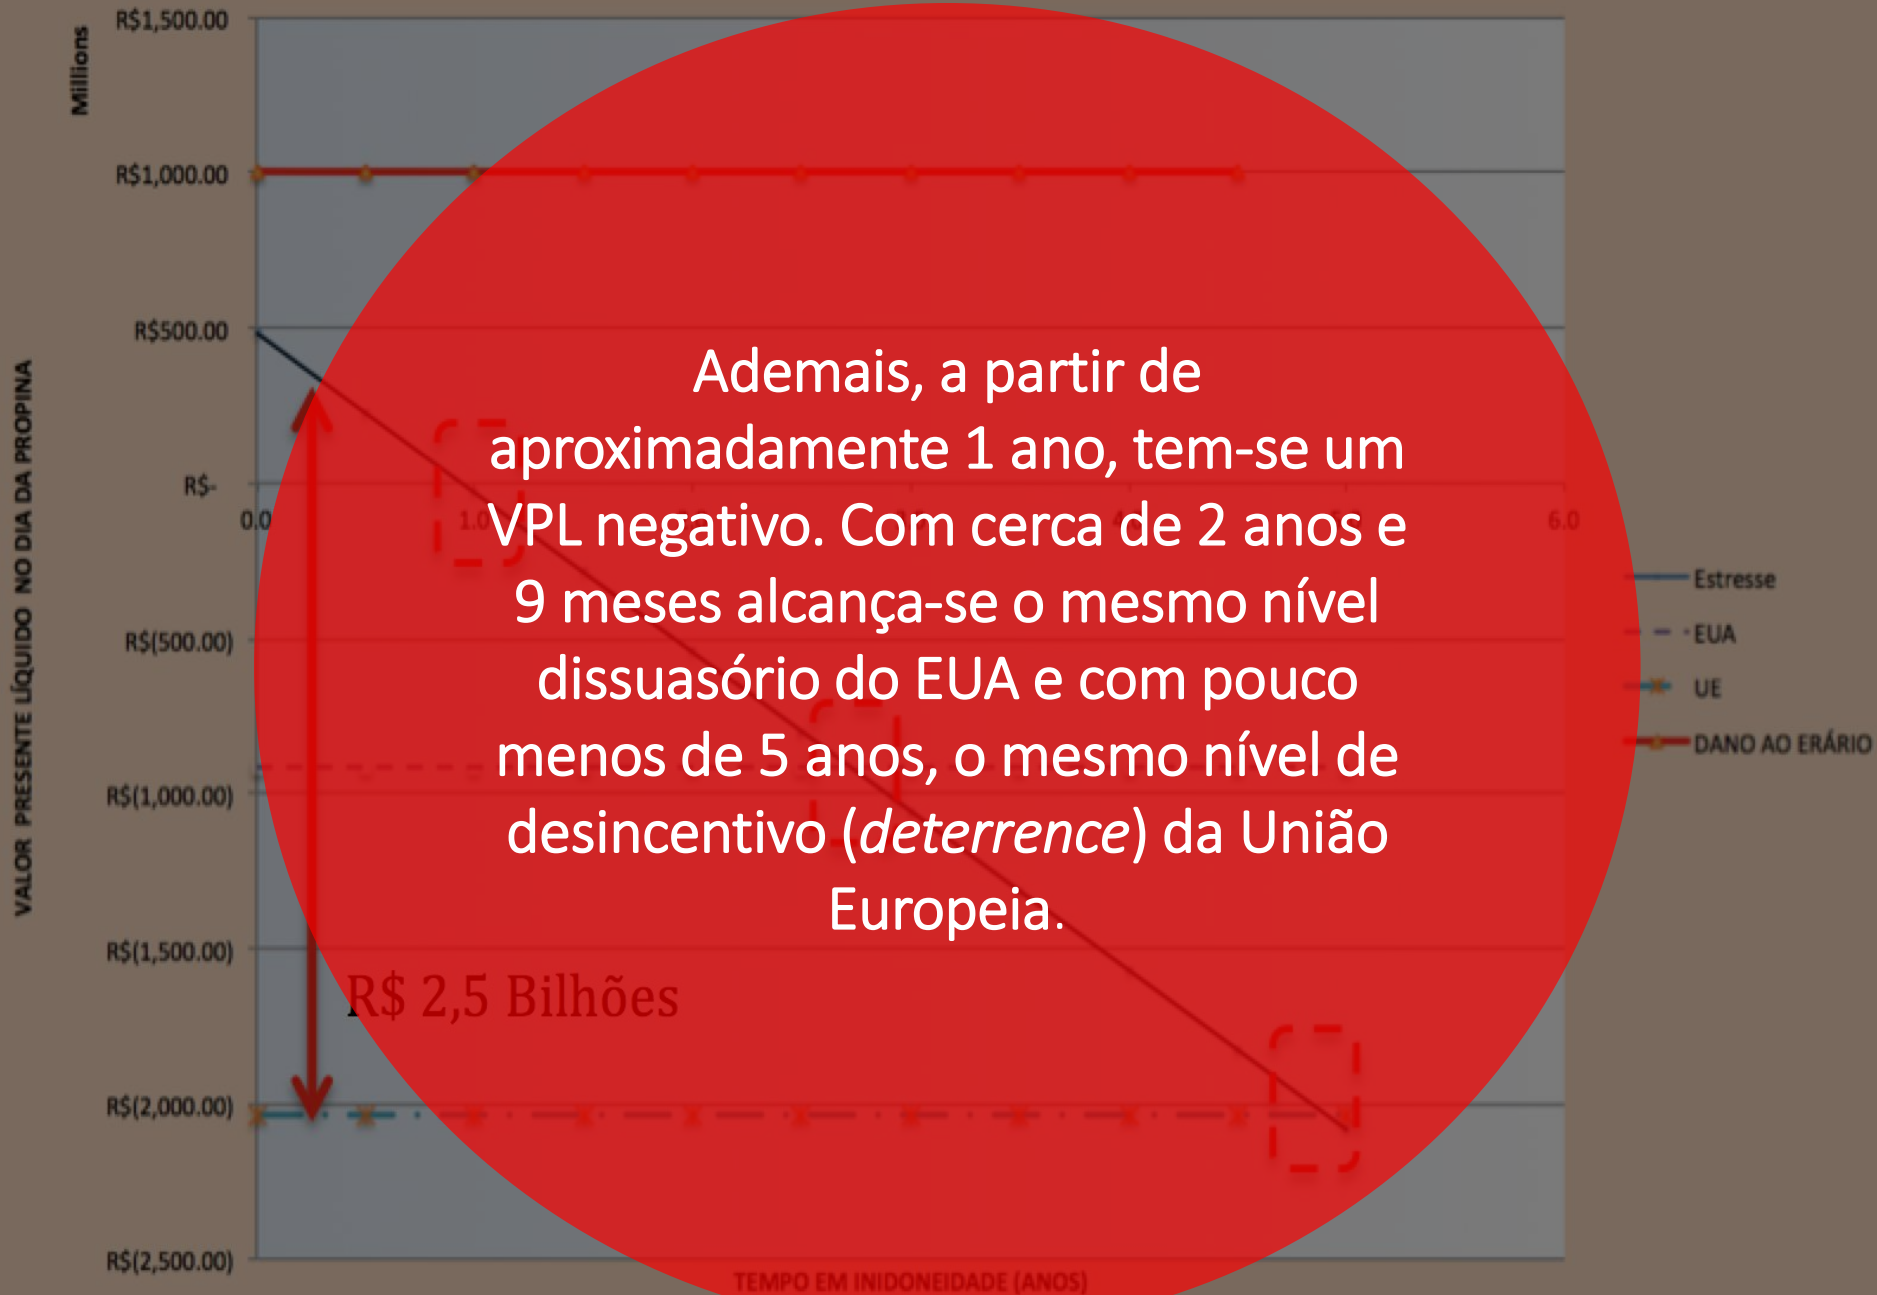 Millions
R$1,500.00
R$1,000.00
R$500.00
R$-
R$(500.00)
R$(1,000.00)
R$(1,500.00)
R$(2,000.00)
R$(2,500.00)
VALOR PRESENTE LÍQUIDO NO DIA DA PROPINA
0.0
1.0
6.0
TEMPO EM INIDONEIDADE (ANOS)
Ademais, a partir de
aproximadamente 1 ano, tem-se um
VPL negativo. Com cerca de 2 anos e
9 meses alcança-se o mesmo nível
dissuasório do EUA e com pouco
menos de 5 anos, o mesmo nível de
desincentivo (deterrence) da União
Europeia.
R$ 2,5 Bilhões
Estresse
EUA
UE
DANO AO ERÁRIO